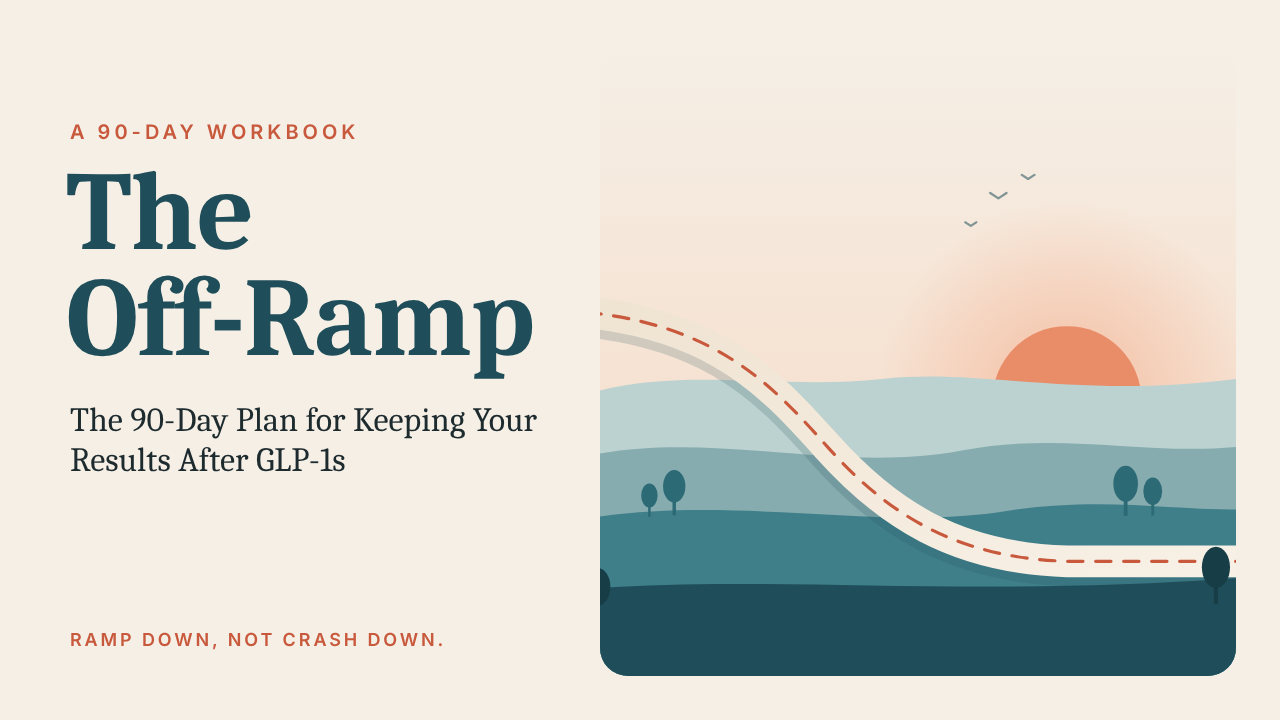 A 90-DAY WORKBOOK
The
Off-Ramp
The 90-Day Plan for Keeping Your
Results After GLP-1s
RAMP DOWN, NOT CRASH DOWN.